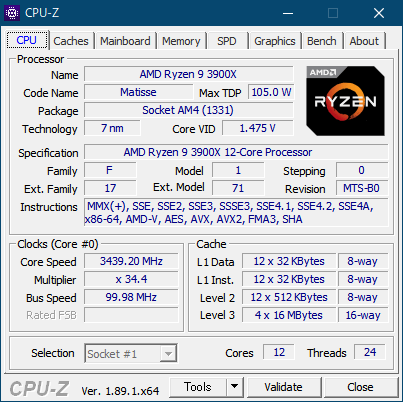 CPU-Z
CPU Caches Mainboard Memory SPD Graphics Bench About
Processor
Name AMD Ryzen 9 3900X
Code Name Matisse Max TDP 105.0 W
Package Socket AM4 (1331)
Technology 7 nm Core VID 1.475 V
AMD
RYZEN
Specification AMD Ryzen 9 3900X 12-Core Processor
Family F Model 1 Stepping 0
Ext. Family 17 Ext. Model 71 Revision MTS-B0
Instructions MMX(+), SSE, SSE2, SSE3, SSSE3, SSE4.1, SSE4.2, SSE4A,
x86-64, AMD-V, AES, AVX, AVX2, FMA3, SHA
Clocks (Core #0) Cache
Core Speed 3439.20 MHz L1 Data 12 x 32 KBytes 8-way
Multiplier x 34.4 L1 Inst. 12 x 32 KBytes 8-way
Bus Speed 99.98 MHz Level 2 12 x 512 KBytes 8-way
Rated FSB Level 3 4 x 16 MBytes 16-way
Selection Socket #1 Cores 12 Threads 24
CPU-Z Ver. 1.89.1.x64 Tools Validate Close